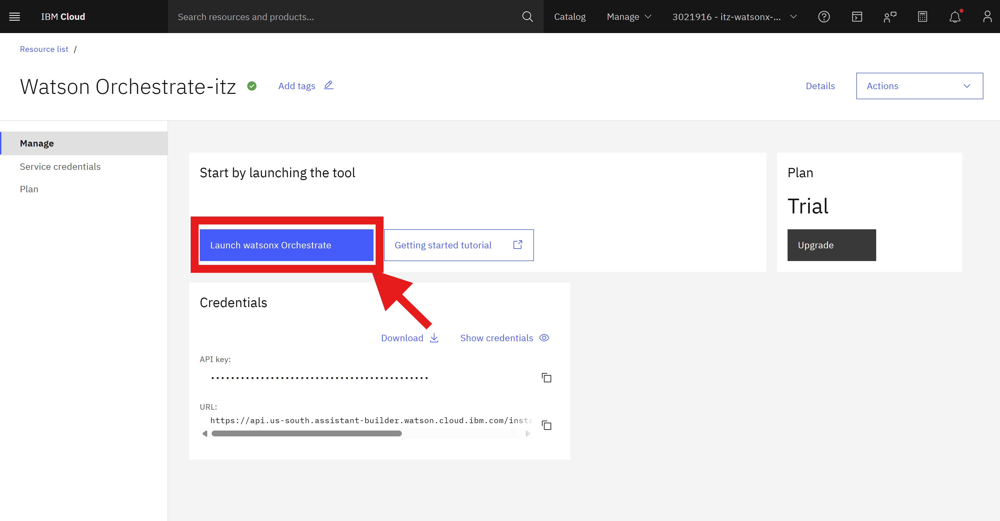 IBM Cloud
Search resources and products...
Catalog
Manage
3021916 - itz-watsonx-...
Resource list /
Watson Orchestrate-itz
Add tags
Details
Actions
Manage
Service credentials
Plan
Start by launching the tool
Launch watsonx Orchestrate
Getting started tutorial
Plan
Trial
Upgrade
Credentials
Download
Show credentials
API key:
••••••••••••••••••••••••••••••••••••••••••••
URL:
https://api.us-south.assistant-builder.watson.cloud.ibm.com/insta